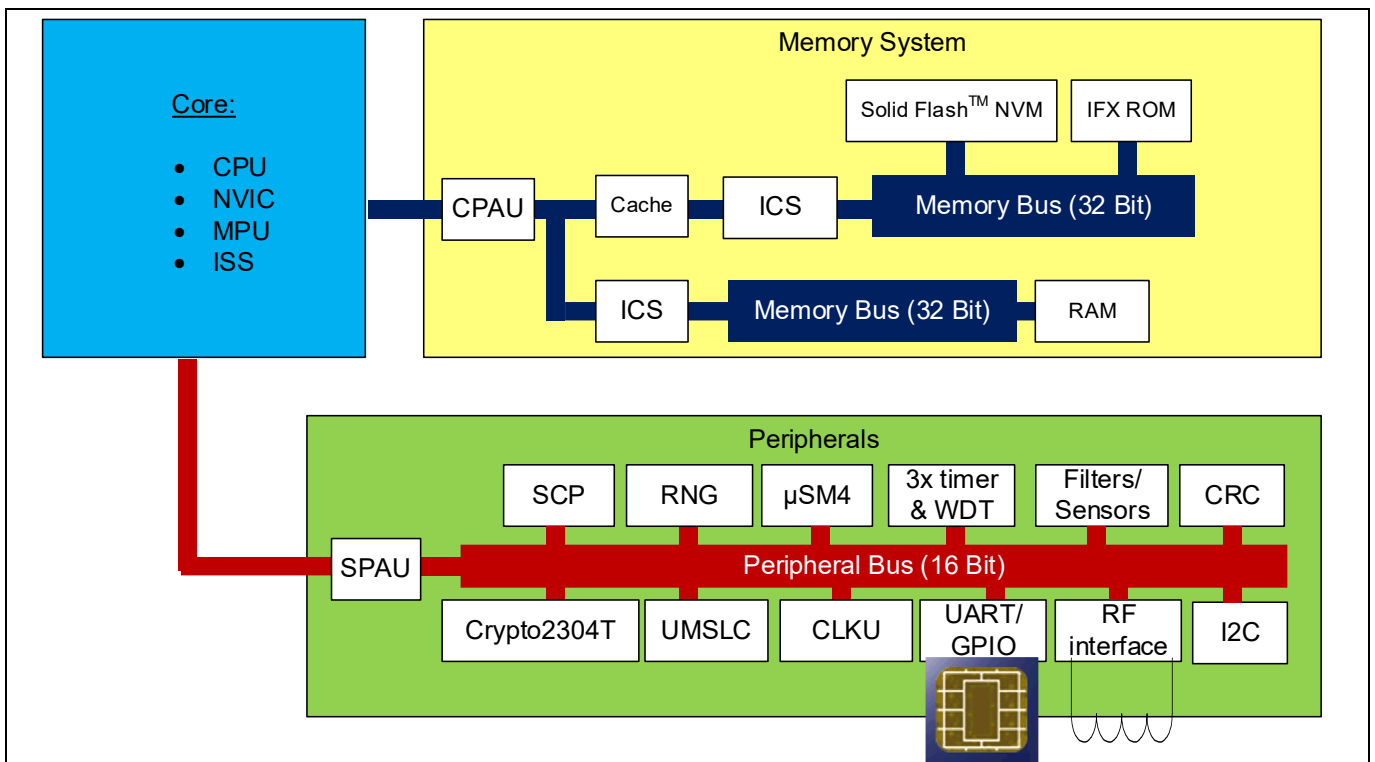 Memory System
Core:
• CPU
• NVIC
• MPU
• ISS
Solid Flash™ NVM
IFX ROM
CPAU
Cache
ICS
Memory Bus (32 Bit)
ICS
Memory Bus (32 Bit)
RAM
Peripherals
SCP
RNG
µSM4
3x timer
& WDT
Filters/
Sensors
CRC
SPAU
Peripheral Bus (16 Bit)
Crypto2304T
UMSLC
CLKU
UART/
GPIO
RF
interface
I2C